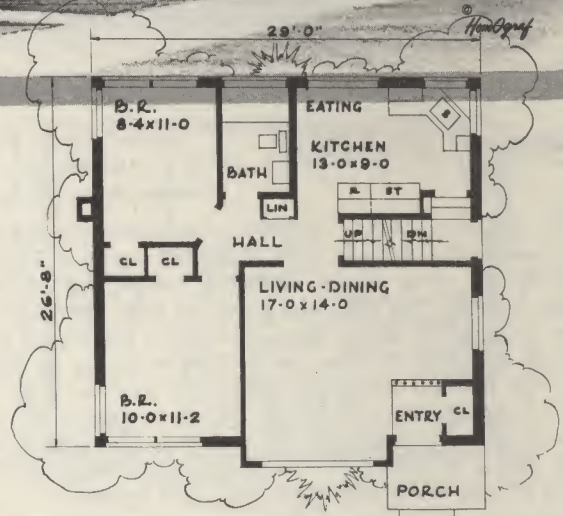 © HomOgraf
29'-0"
B.R.
8-4x11-0
EATING
S
KITCHEN
13-0x9-0
BATH
R. ST
LIN
HALL
UP DN
CL CL
26'-8"
LIVING-DINING
17-0x14-0
B.R.
10-0x11-2
ENTRY CL
PORCH